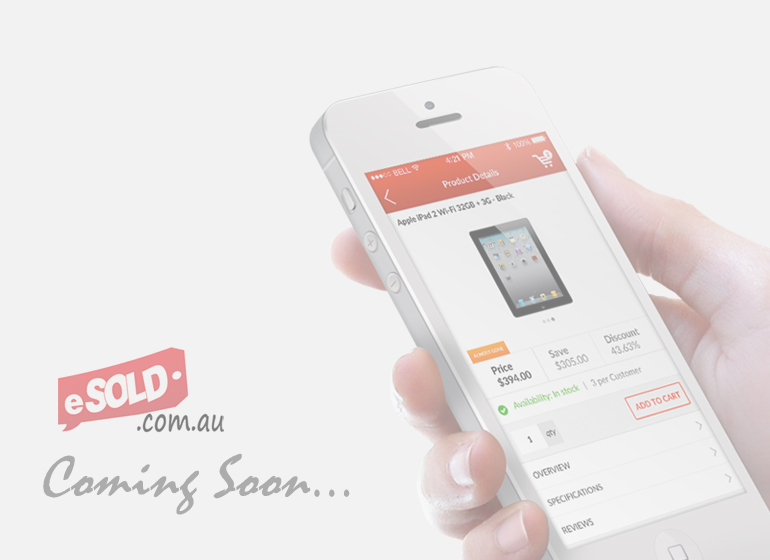 BELL 4:21 PM 100%
Product Details
Apple iPad 2 Wi-Fi 32GB + 3G - Black
ALMOST GONE
Price Save Discount
$394.00 $305.00 43.63%
Availability: In stock | 3 per Customer
1 qty ADD TO CART
OVERVIEW
SPECIFICATIONS
REVIEWS
eSOLD
.com.au
Coming Soon...